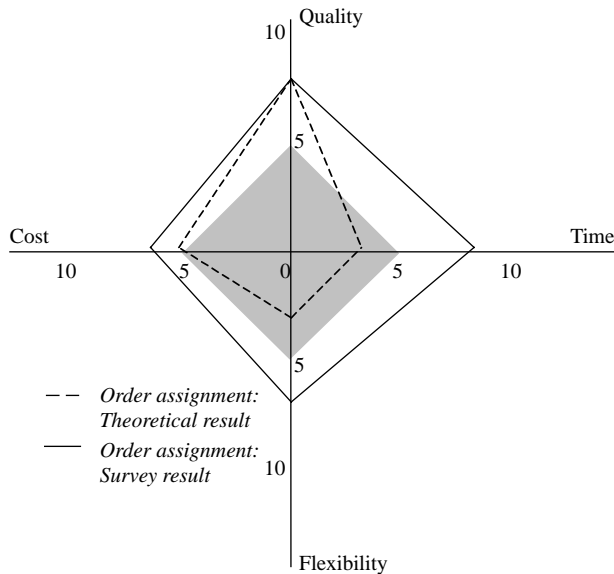 Quality
10
5
Cost
Time
10
5
0
5
10
5
Order assignment:
Theoretical result
Order assignment:
Survey result
10
Flexibility